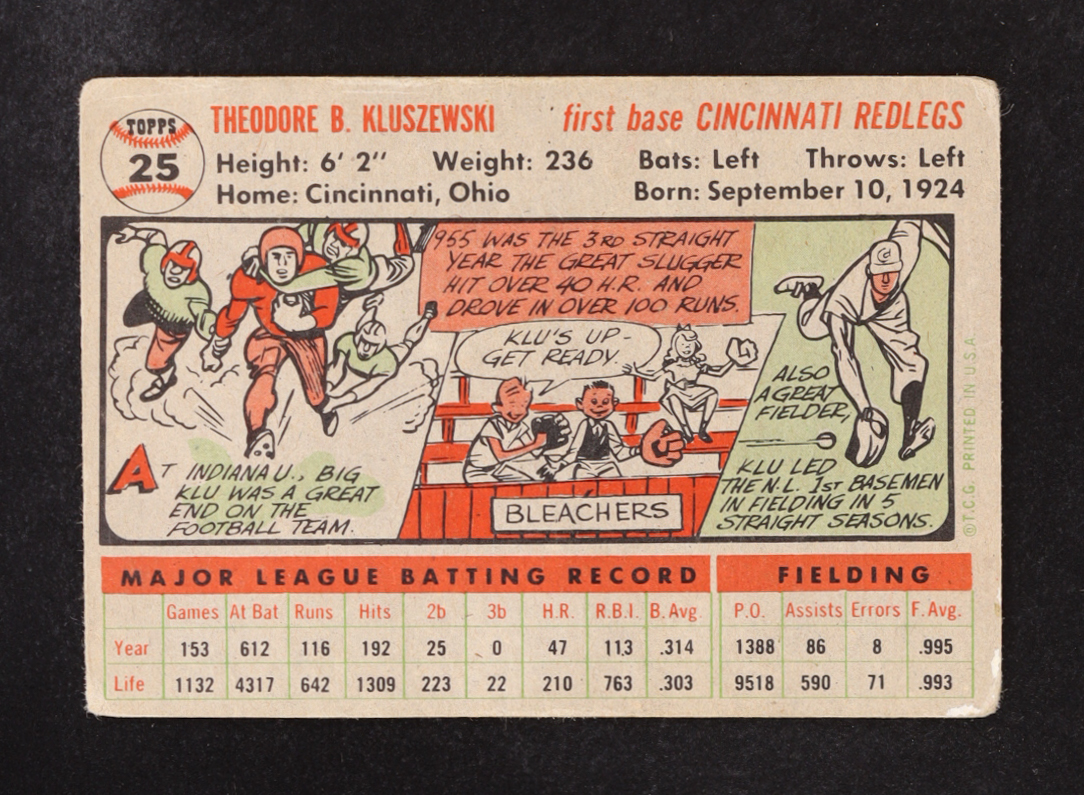 TOPPS
25
THEODORE B. KLUSZEWSKI first base CINCINNATI REDLEGS
Height: 6' 2" Weight: 236 Bats: Left Throws: Left
Home: Cincinnati, Ohio Born: September 10, 1924
AT INDIANA U., BIG
KLU WAS A GREAT
END ON THE
FOOTBALL TEAM.
955 WAS THE 3RD STRAIGHT
YEAR THE GREAT SLUGGER
HIT OVER 40 H.R. AND
DROVE IN OVER 100 RUNS.
KLU'S UP-
GET READY.
BLEACHERS
C
ALSO
A GREAT
FIELDER,
KLU LED
THE N.L. 1ST BASEMEN
IN FIELDING IN 5
STRAIGHT SEASONS.
©T.C.G. PRINTED IN U.S.A.
MAJOR LEAGUE BATTING RECORD FIELDING
Games At Bat Runs Hits 2b 3b H.R. R.B.I. B. Avg. P.O. Assists Errors F. Avg.
Year 153 612 116 192 25 0 47 113 .314 1388 86 8 .995
Life 1132 4317 642 1309 223 22 210 763 .303 9518 590 71 .993